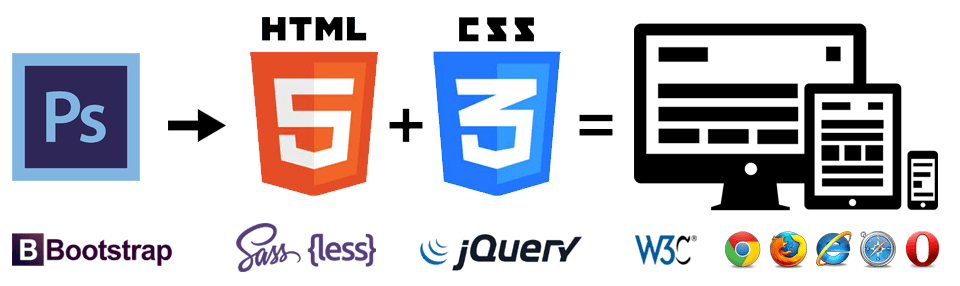 HTML
CSS
Ps
5
+
3
=
B Bootstrap
Sass {less}
jQuery
W3C®